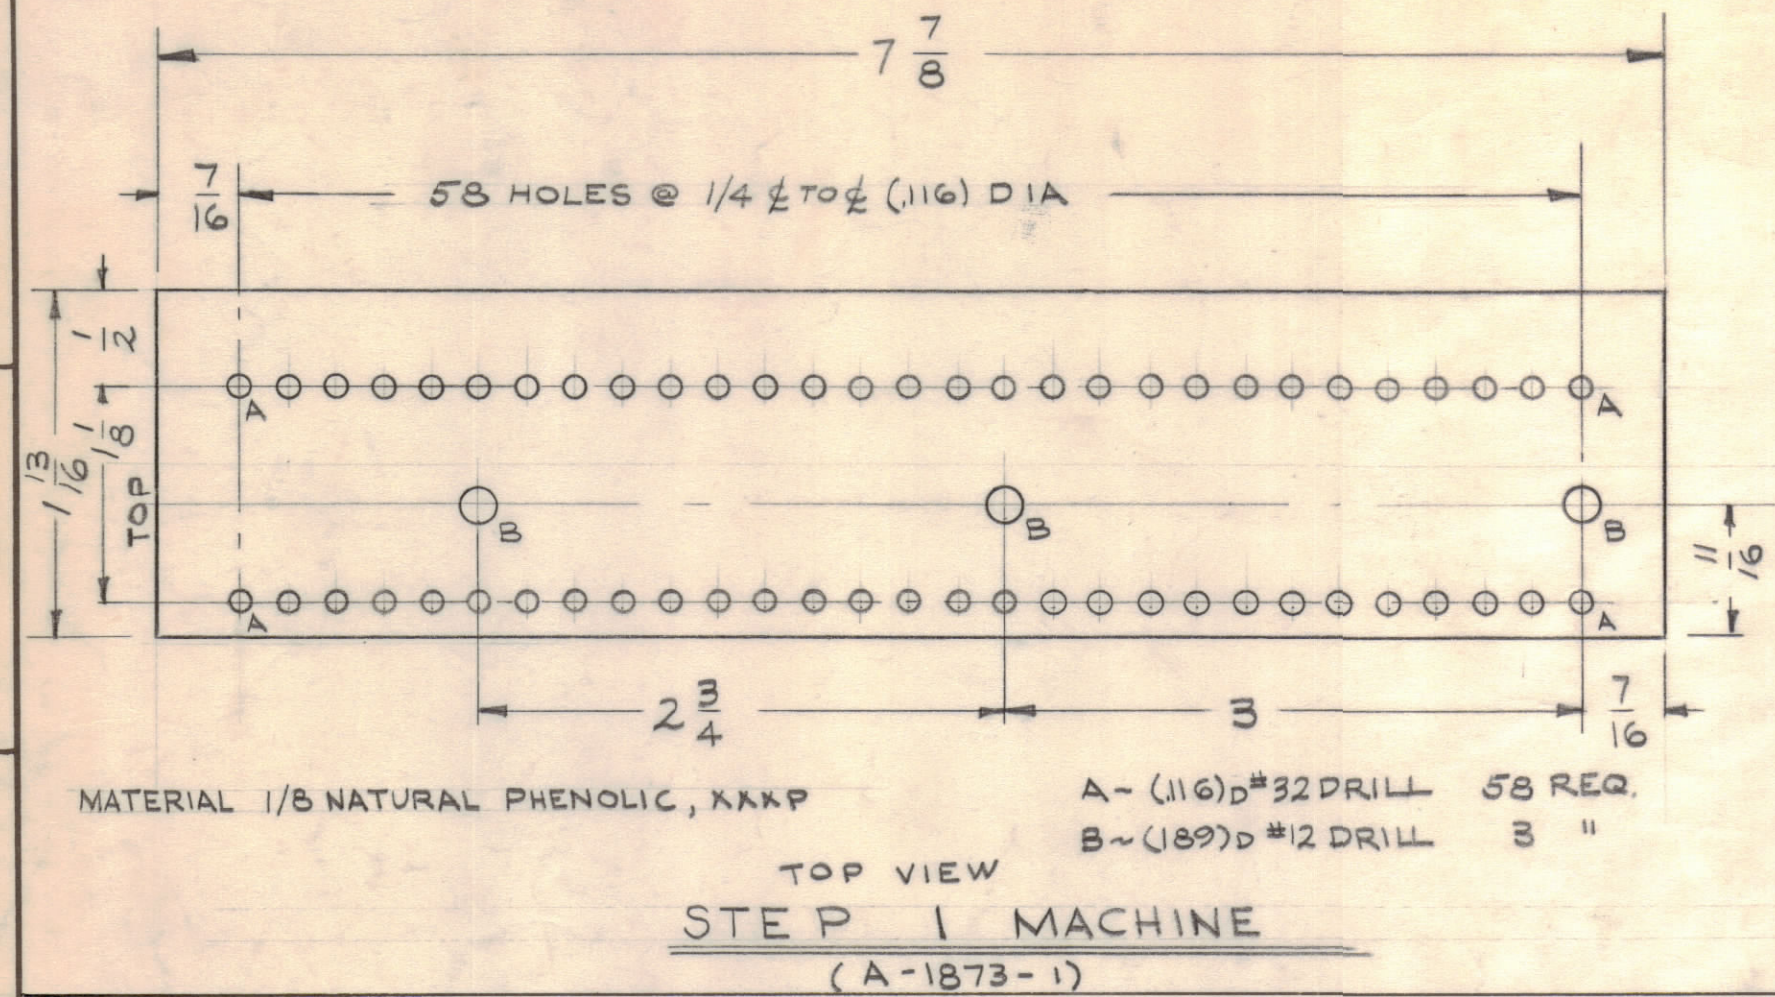 7 7/8
7/16
58 HOLES @ 1/4 ℄ TO ℄ (.116) DIA
1/2
1 1/8
1 13/16
TOP
A
A
B
B
B
11/16
A
A
2 3/4
3
7/16
MATERIAL 1/8 NATURAL PHENOLIC, XXXP
A~ (.116)D #32 DRILL 58 REQ.
B~ (189)D #12 DRILL 3 "
TOP VIEW
STEP 1 MACHINE
(A-1873-1)